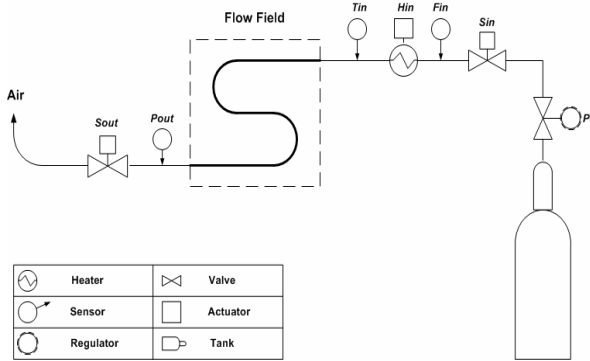 Flow Field
Tin
Hin
Fin
Sin
Air
Sout
Pout
P
Heater
Valve
Sensor
Actuator
Regulator
Tank